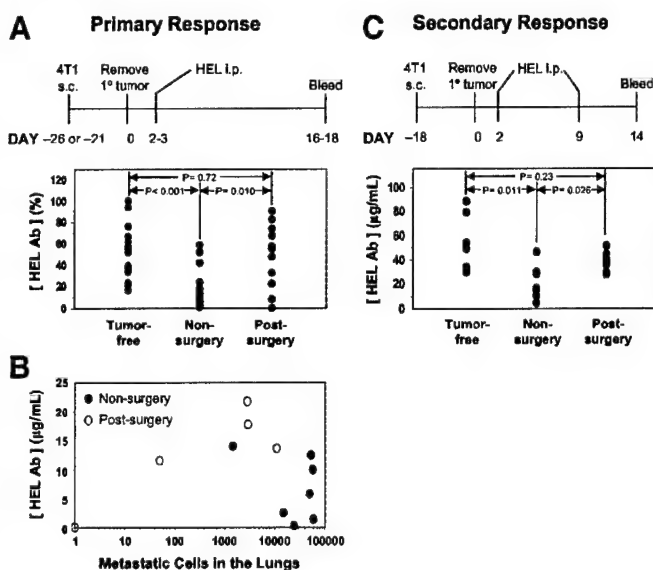 A Primary Response
4T1 s.c.
Remove 1° tumor
HEL i.p.
Bleed
DAY –26 or –21 0 2-3 16-18
P= 0.72
P< 0.001 P= 0.010
[ HEL Ab ] (%)
120
100
80
60
40
20
0
Tumor-free
Non-surgery
Post-surgery
B
[ HEL Ab ] (µg/mL)
25
20
15
10
5
0
Non-surgery
Post-surgery
1 10 100 1000 10000 100000
Metastatic Cells in the Lungs
C Secondary Response
4T1 s.c.
Remove 1° tumor
HEL i.p.
Bleed
DAY –18 0 2 9 14
P= 0.23
P= 0.011 P= 0.026
[ HEL Ab ] (µg/mL)
100
80
60
40
20
0
Tumor-free
Non-surgery
Post-surgery